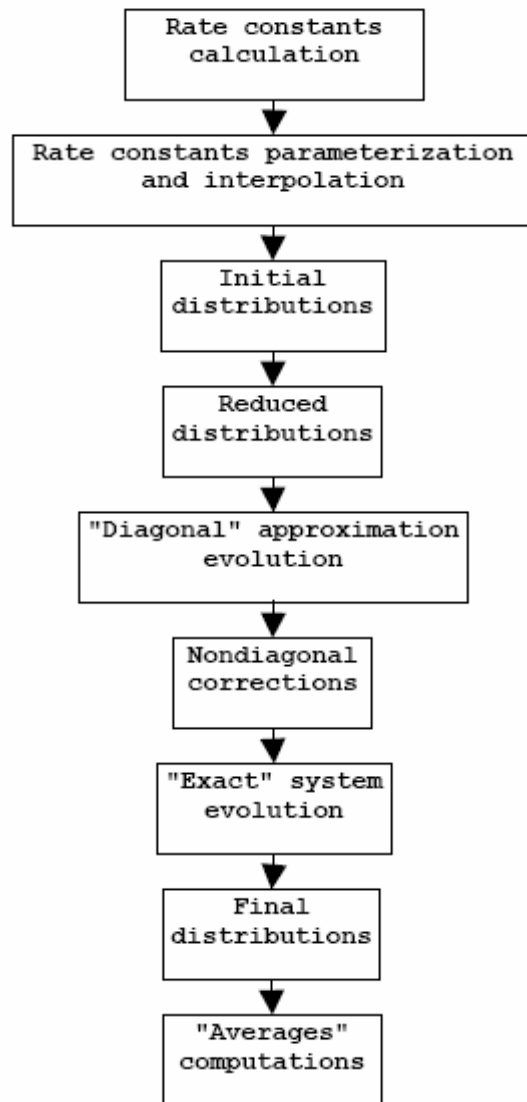 Rate constants
calculation
Rate constants parameterization
and interpolation
Initial
distributions
Reduced
distributions
"Diagonal" approximation
evolution
Nondiagonal
corrections
"Exact" system
evolution
Final
distributions
"Averages"
computations